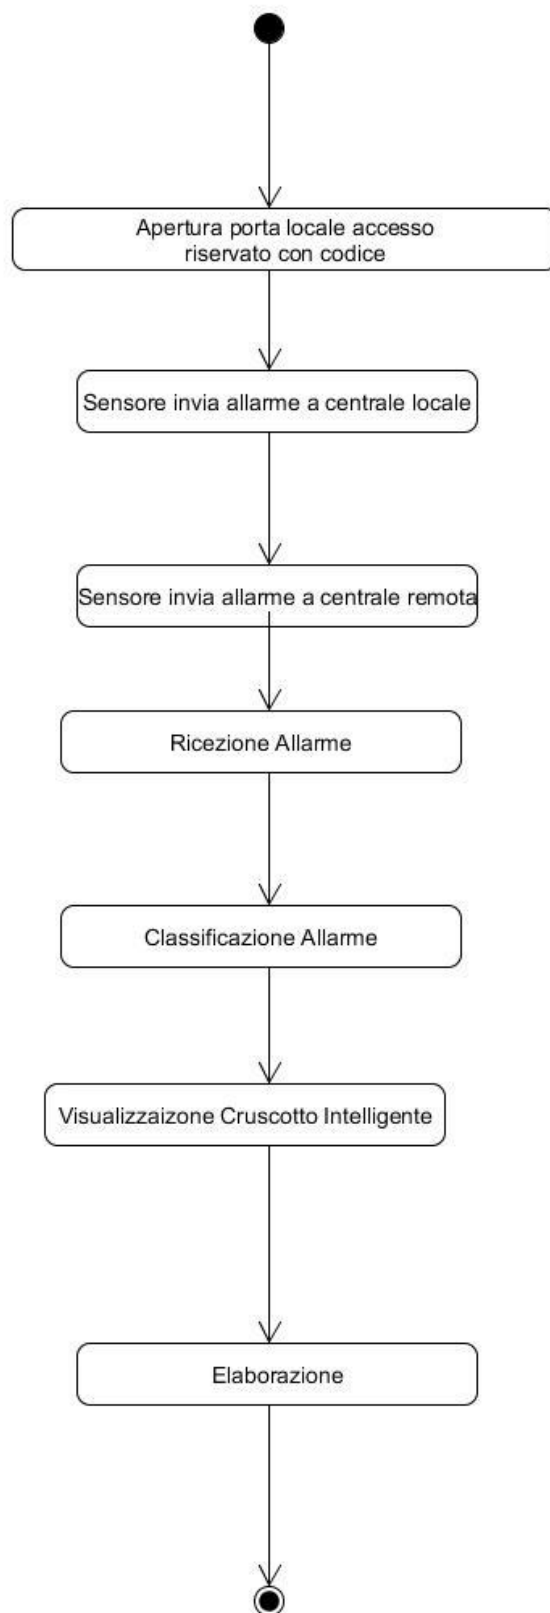 Apertura porta locale accesso
riservato con codice
Sensore invia allarme a centrale locale
Sensore invia allarme a centrale remota
Ricezione Allarme
Classificazione Allarme
Visualizzaizone Cruscotto Intelligente
Elaborazione